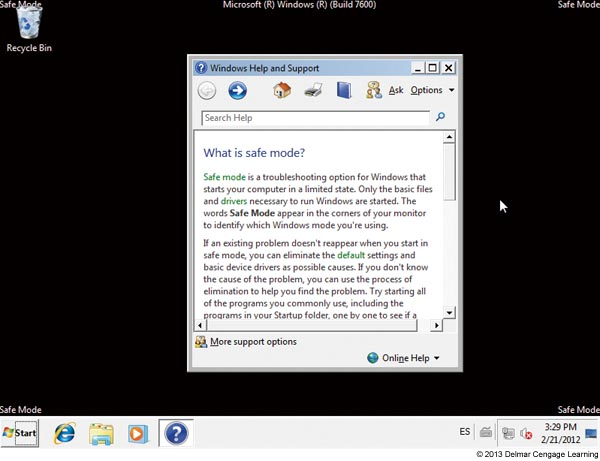 Safe Mode
Microsoft (R) Windows (R) (Build 7600)
Safe Mode
Recycle Bin
Windows Help and Support
Ask
Options
Search Help
What is safe mode?
Safe mode is a troubleshooting option for Windows that
starts your computer in a limited state. Only the basic files
and drivers necessary to run Windows are started. The
words Safe Mode appear in the corners of your monitor
to identify which Windows mode you're using.
If an existing problem doesn't reappear when you start in
safe mode, you can eliminate the default settings and
basic device drivers as possible causes. If you don't know
the cause of the problem, you can use the process of
elimination to help you find the problem. Try starting all
of the programs you commonly use, including the
programs in your Startup folder, one by one to see if a
More support options
Online Help
Safe Mode
Safe Mode
Start
ES
3:29 PM
2/21/2012
© 2013 Delmar Cengage Learning